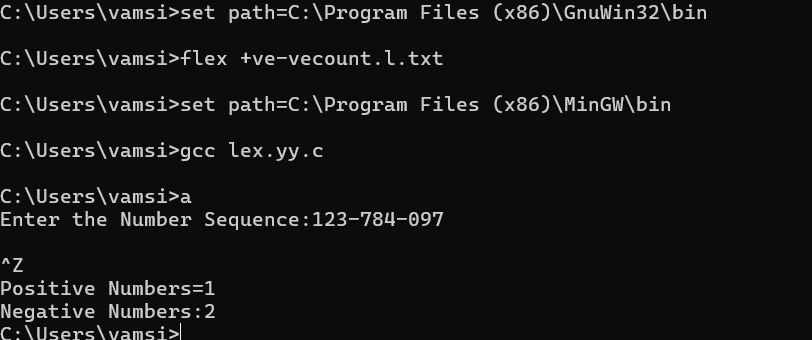 C:\Users\vamsi>set path=C:\Program Files (x86)\GnuWin32\bin
C:\Users\vamsi>flex +ve-vecount.l.txt
C:\Users\vamsi>set path=C:\Program Files (x86)\MinGW\bin
C:\Users\vamsi>gcc lex.yy.c
C:\Users\vamsi>a
Enter the Number Sequence:123-784-097
^Z
Positive Numbers=1
Negative Numbers:2
C:\Users\vamsi>